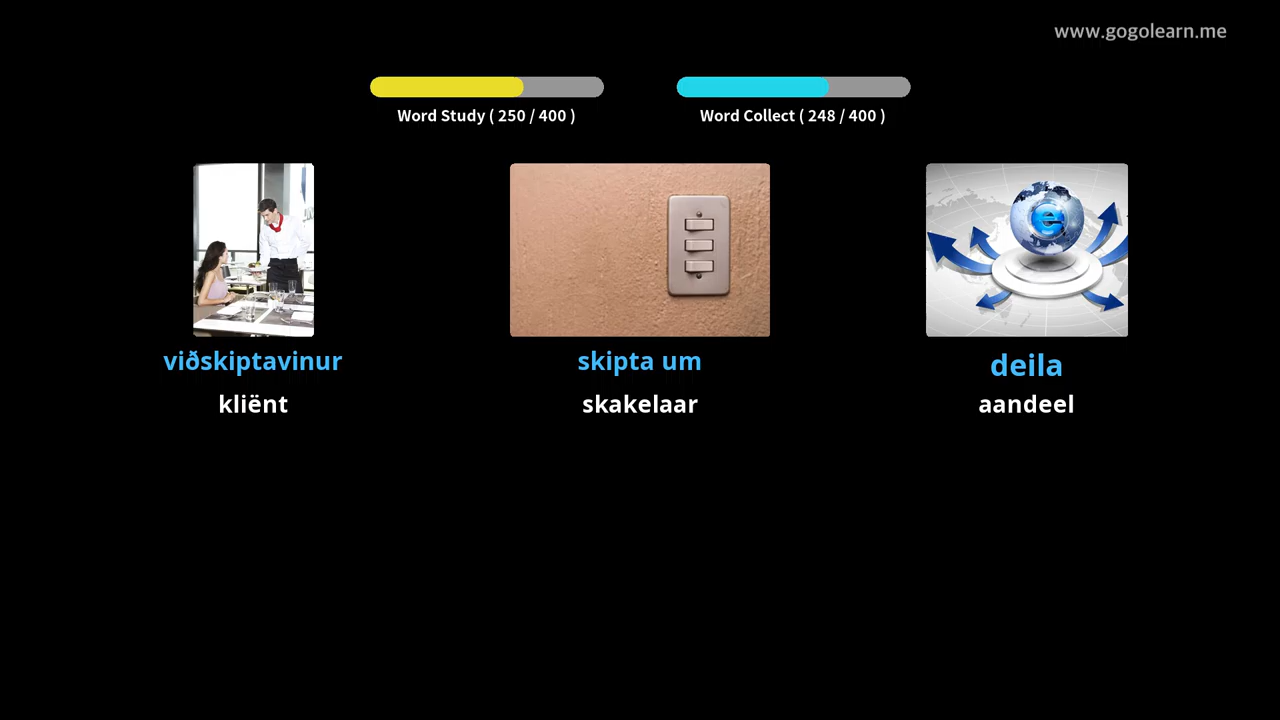 www.gogolearn.me
Word Study ( 250 / 400 )
Word Collect ( 248 / 400 )
viðskiptavinur
skipta um
deila
kliënt
skakelaar
aandeel